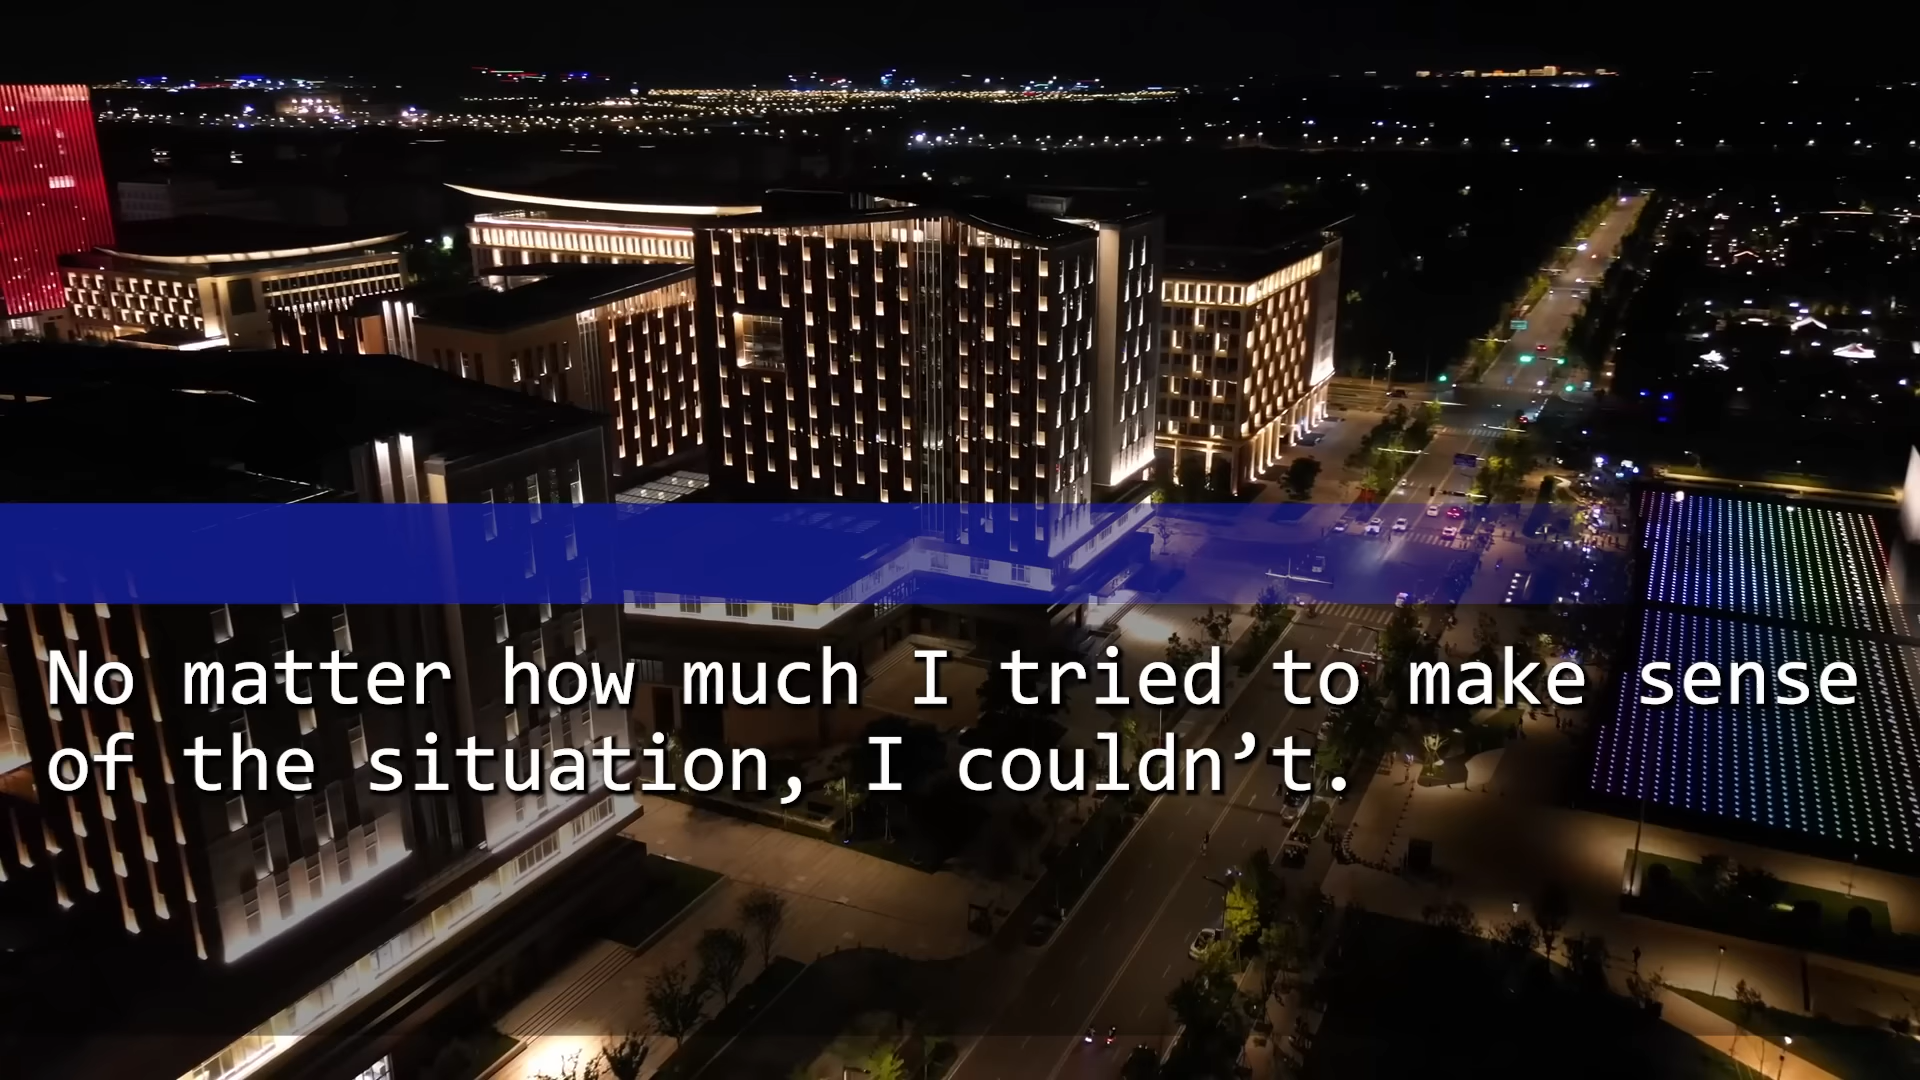 No matter how much I tried to make sense
of the situation, I couldn’t.